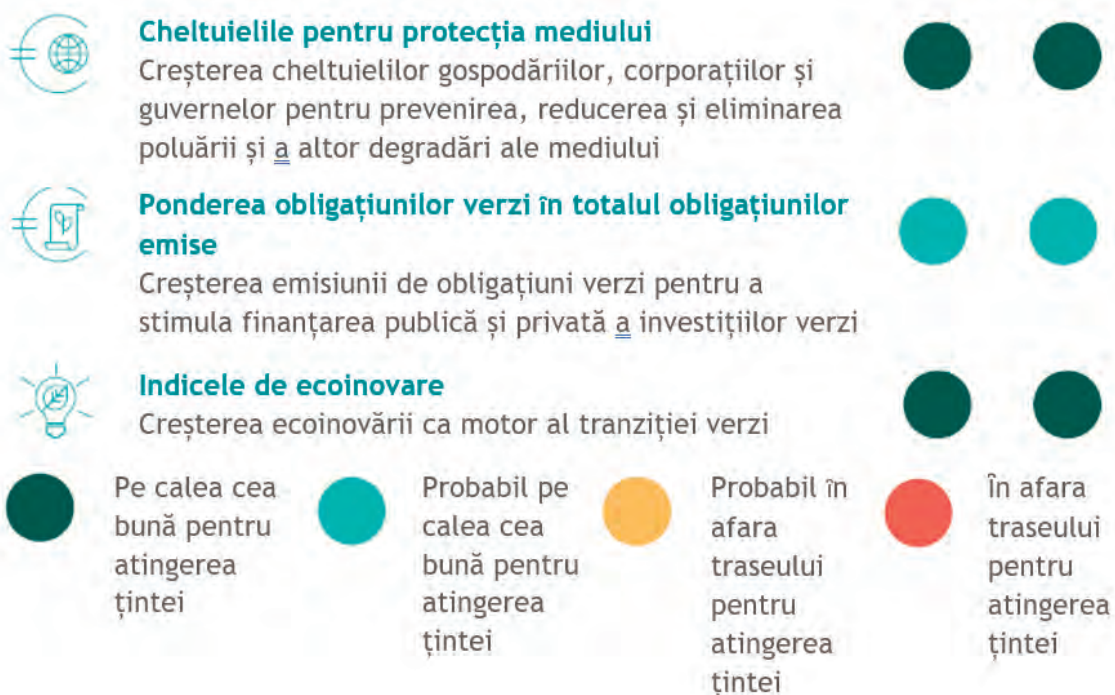 Cheltuielile pentru protecția mediului
Creșterea cheltuielilor gospodăriilor, corporațiilor și
guvernelor pentru prevenirea, reducerea și eliminarea
poluării și a altor degradări ale mediului
Ponderea obligațiunilor verzi în totalul obligațiunilor
emise
Creșterea emisiunii de obligațiuni verzi pentru a
stimula finanțarea publică și privată a investițiilor verzi
Indicele de ecoinovare
Creșterea ecoinovării ca motor al tranziției verzi
Pe calea cea
bună pentru
atingerea
țintei
Probabil pe
calea cea
bună pentru
atingerea
țintei
Probabil în
afara
traseului
pentru
atingerea
țintei
În afara
traseului
pentru
atingerea
țintei